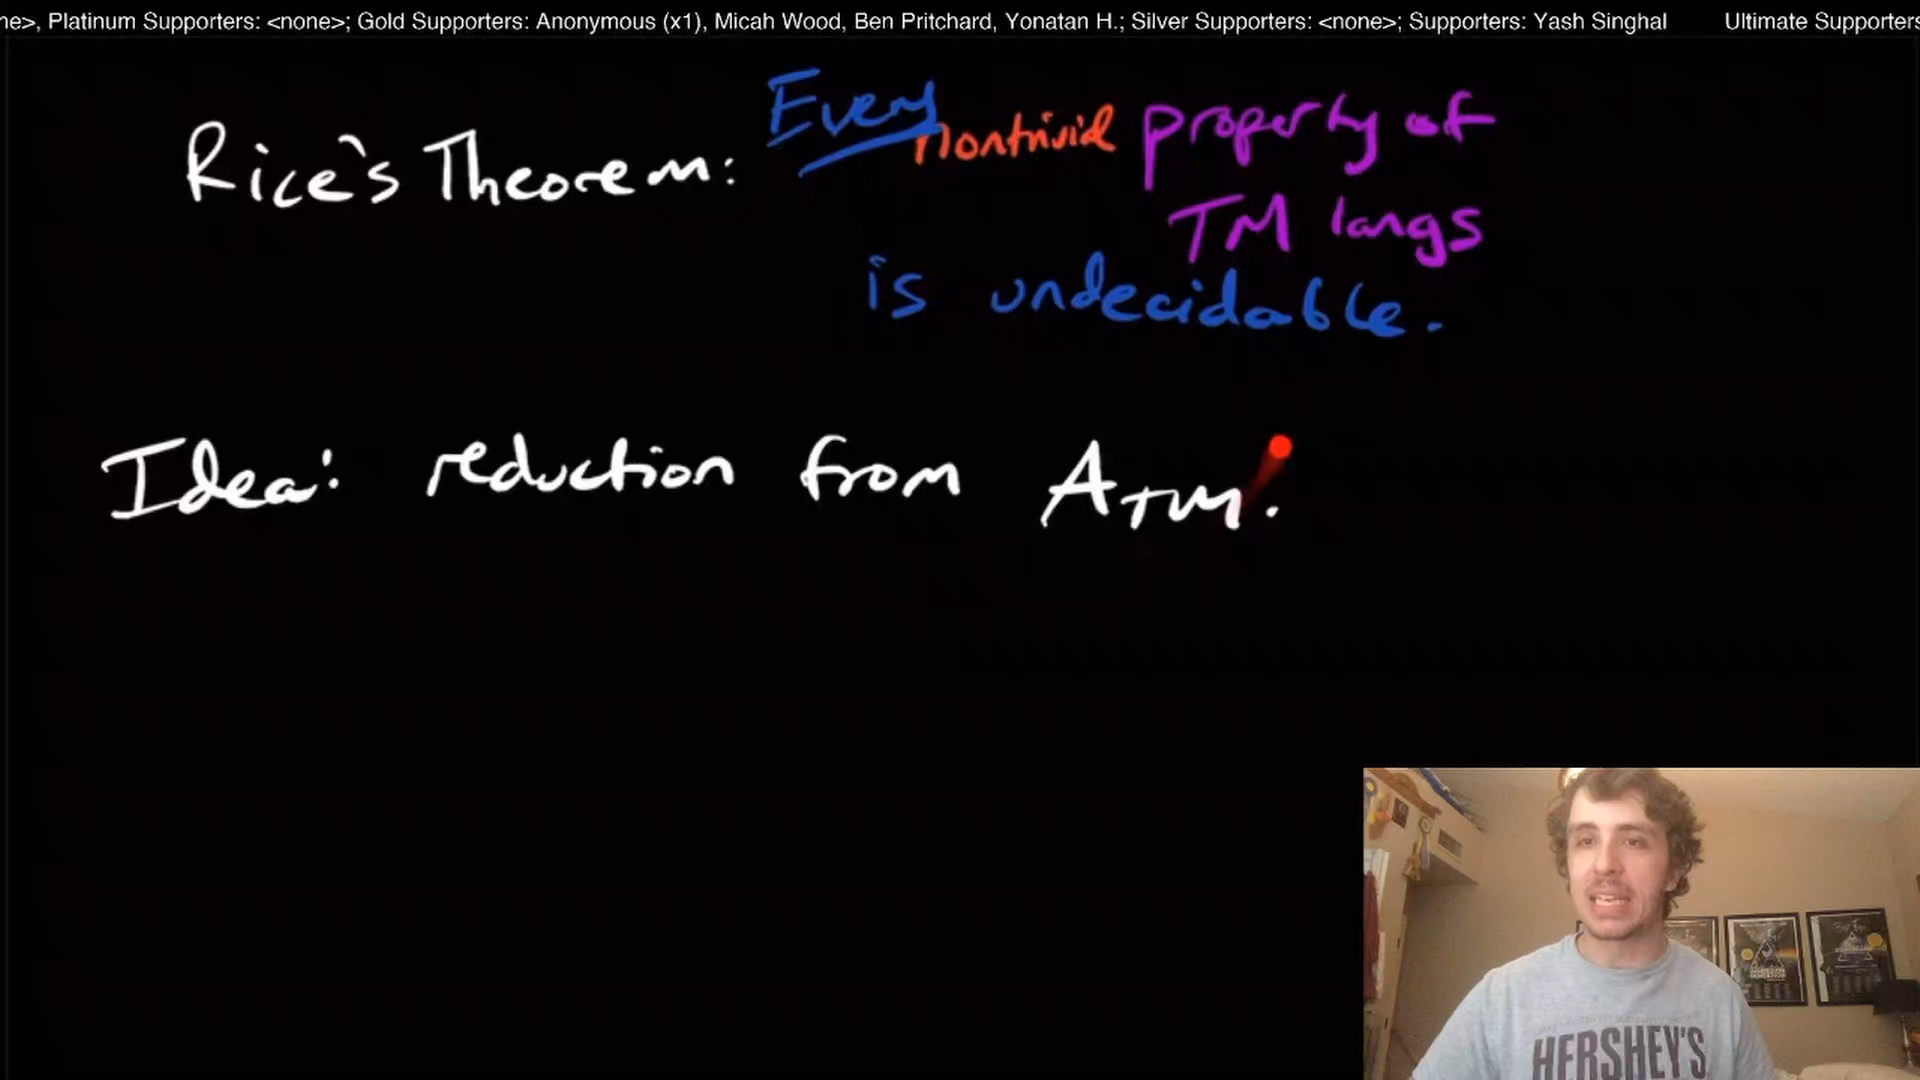 ne>, Platinum Supporters: <none>; Gold Supporters: Anonymous (x1), Micah Wood, Ben Pritchard, Yonatan H.; Silver Supporters: <none>; Supporters: Yash Singhal Ultimate Supporters
Rice's Theorem: Every nontrivial property of
TM langs
is undecidable.
Idea: reduction from ATM.
HERSHEY'S